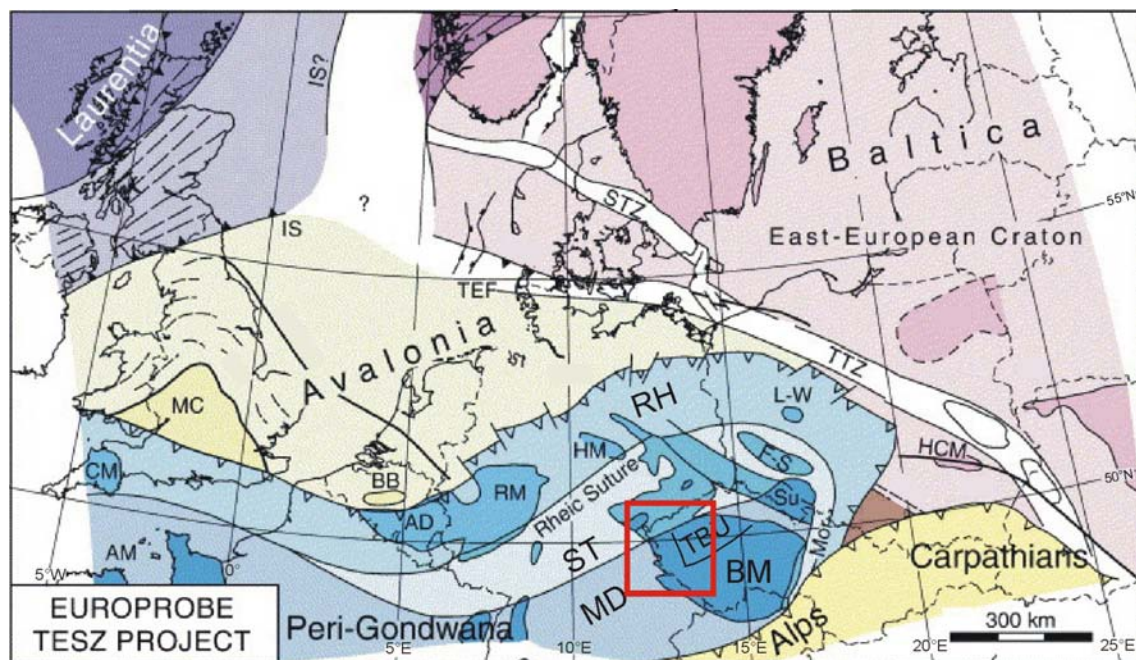 Laurentia
IS?
Baltica
?
STZ
55°N
IS
East-European Craton
TEF
Avalonia
TTZ
MC
RH
L-W
HM
F-S
HCM
CM
BB
RM
Rheic Suture
Su
50°N
AD
TBU
Mor
AM
ST
BM
Carpathians
5°W
0°
MD
EUROPROBE
TESZ PROJECT
Peri-Gondwana
Alps
300 km
5°E
10°E
15°E
20°E
25°E